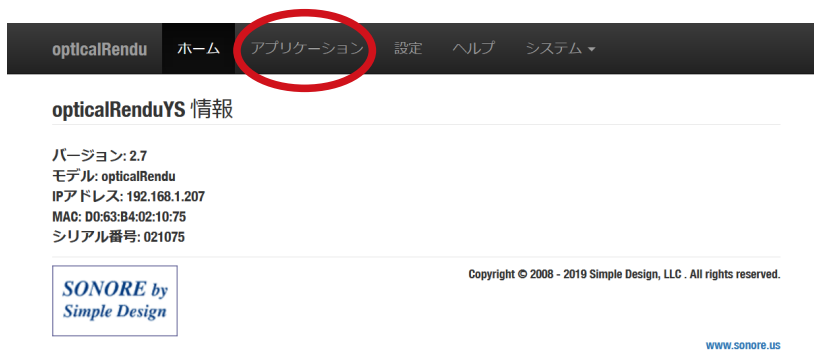 opticalRendu ホーム アプリケーション 設定 ヘルプ システム
opticalRenduYS 情報
バージョン: 2.7
モデル: opticalRendu
IPアドレス: 192.168.1.207
MAC: D0:63:B4:02:10:75
シリアル番号: 021075
SONORE by
Simple Design
Copyright © 2008 - 2019 Simple Design, LLC . All rights reserved.
www.sonore.us